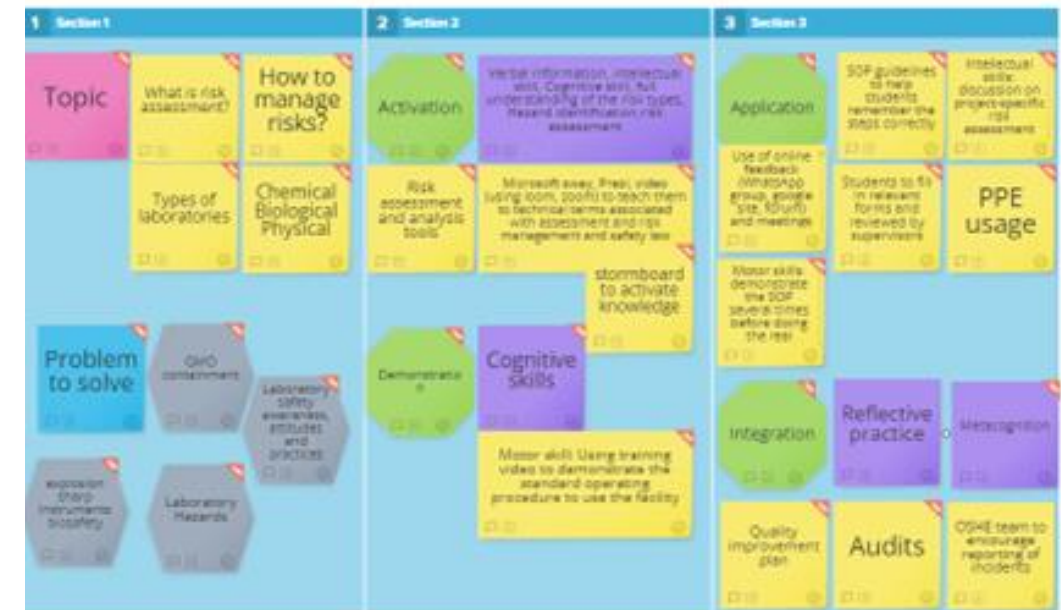 1 Section 1
Topic
What is risk
assessment?
How to
manage
risks?
Types of
laboratories
Chemical
Biological
Physical
Problem
to solve
GMO
containment
Laboratory
safety
awareness,
attitudes
and
practices
explosion
sharp
instruments
biosafety
Laboratory
Hazards
2 Section 2
Activation
Verbal information, intellectual
skill, Cognitive skill, full
understanding of the risk types,
Hazard identification risk
assessment
Risk
assessment
and analysis
tools
Microsoft sway, Prezi, video
(using loom, zoom) to teach them
to technical terms associated
with assessment and risk
management and safety law
stormboard
to activate
knowledge
Demonstratio
n
Cognitive
skills
Motor skill: Using training
video to demonstrate the
standard operating
procedure to use the facility
3 Section 3
Application
SOP guidelines
to help
students
remember the
steps correctly
Intellectual
skills:
discussion on
project-specific
risk
assessment
Use of online
feedback
(WhatsApp
group, google
site, forum)
and meetings
Students to fill
in relevant
forms and
reviewed by
supervisors
PPE
usage
Motor skills
demonstrate
the SOP
several times
before doing
the real
Integration
Reflective
practice
Metacognition
Quality
improvement
plan
Audits
OSHE team to
encourage
reporting of
incidents